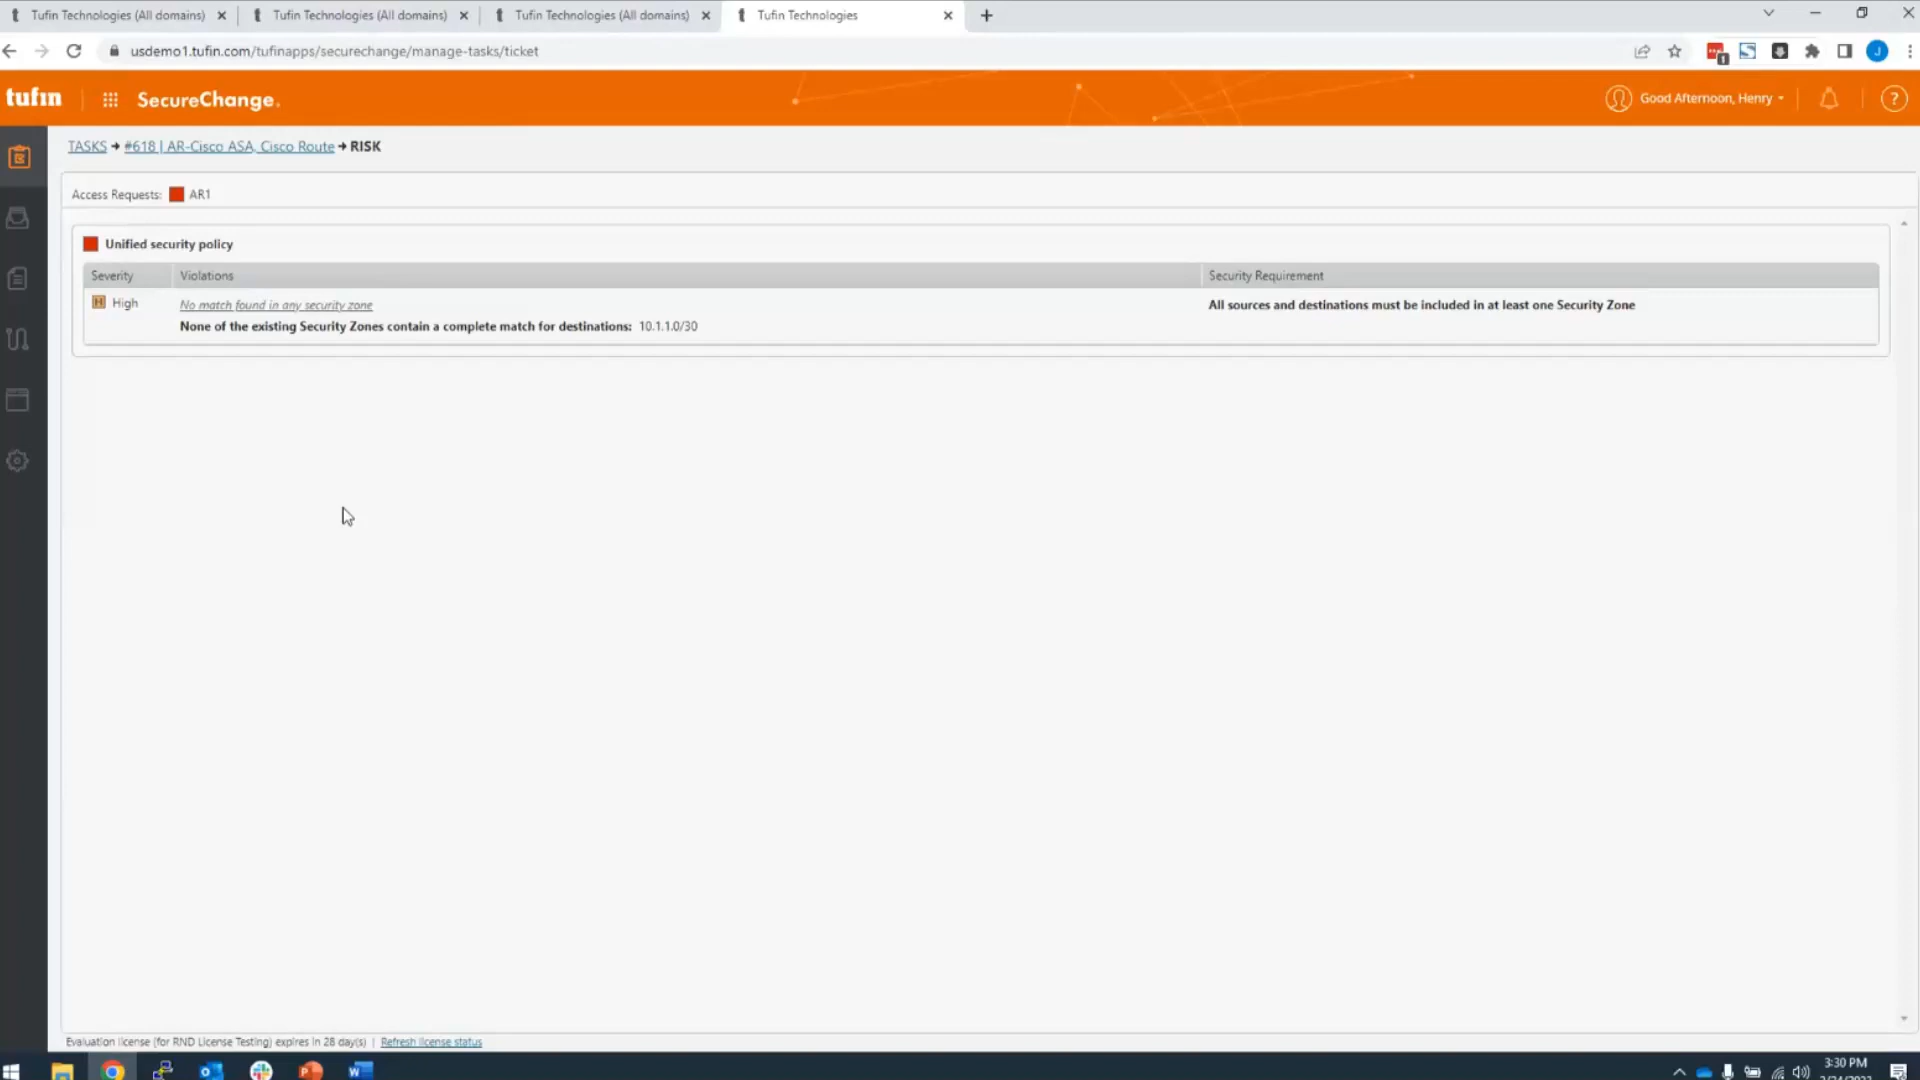 Tufin Technologies (All domains)
Tufin Technologies (All domains)
Tufin Technologies (All domains)
Tufin Technologies
usdemo1.tufin.com/tufinapps/securechange/manage-tasks/ticket
1
J
tufin
SecureChange.
Good Afternoon, Henry
?
TASKS → #618 | AR-Cisco ASA, Cisco Route → RISK
Access Requests: AR1
Unified security policy
Severity Violations Security Requirement
H High No match found in any security zone All sources and destinations must be included in at least one Security Zone
None of the existing Security Zones contain a complete match for destinations: 10.1.1.0/30
Evaluation license (for RND License Testing) expires in 28 day(s) | Refresh license status
3:30 PM